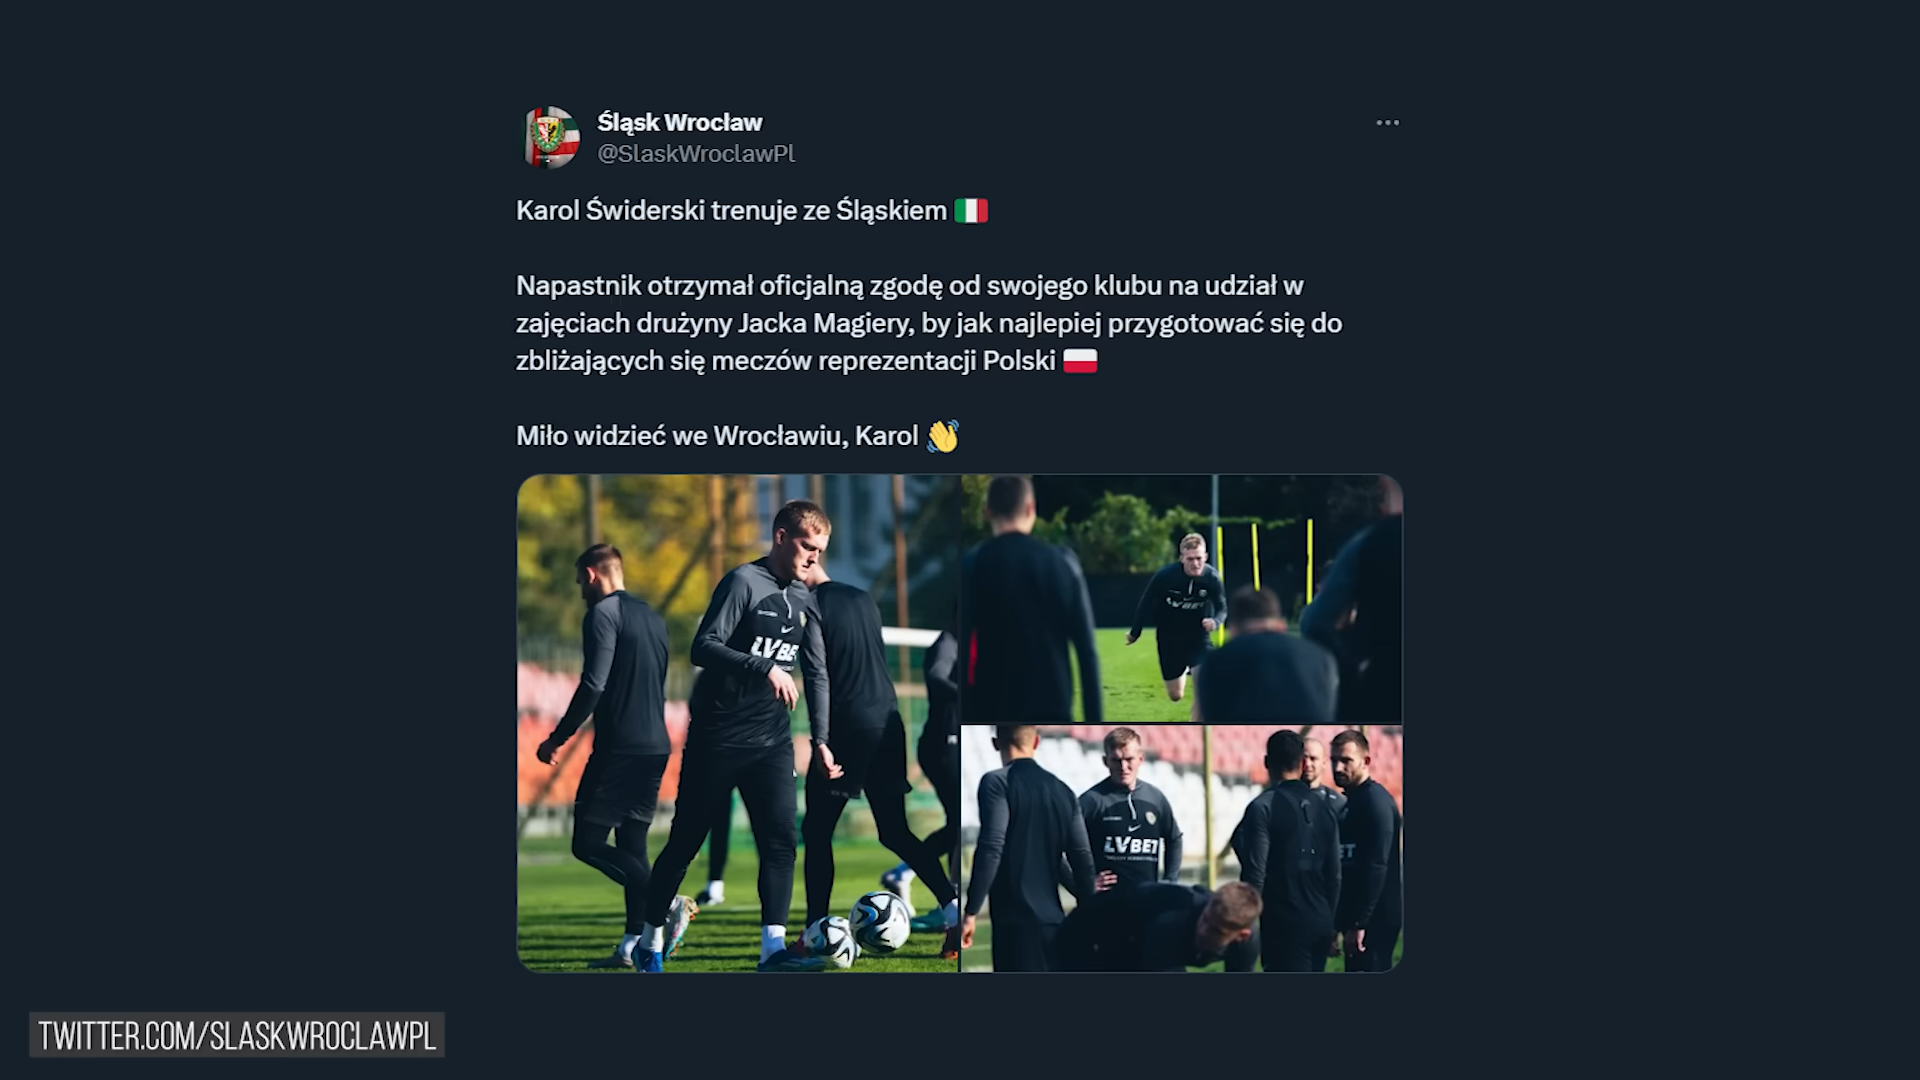 Śląsk Wrocław
@SlaskWroclawPl
Karol Świderski trenuje ze Śląskiem
Napastnik otrzymał oficjalną zgodę od swojego klubu na udział w
zajęciach drużyny Jacka Magiery, by jak najlepiej przygotować się do
zbliżających się meczów reprezentacji Polski
Miło widzieć we Wrocławiu, Karol
LVBET
LVBET
TWITTER.COM/SLASKWROCLAWPL